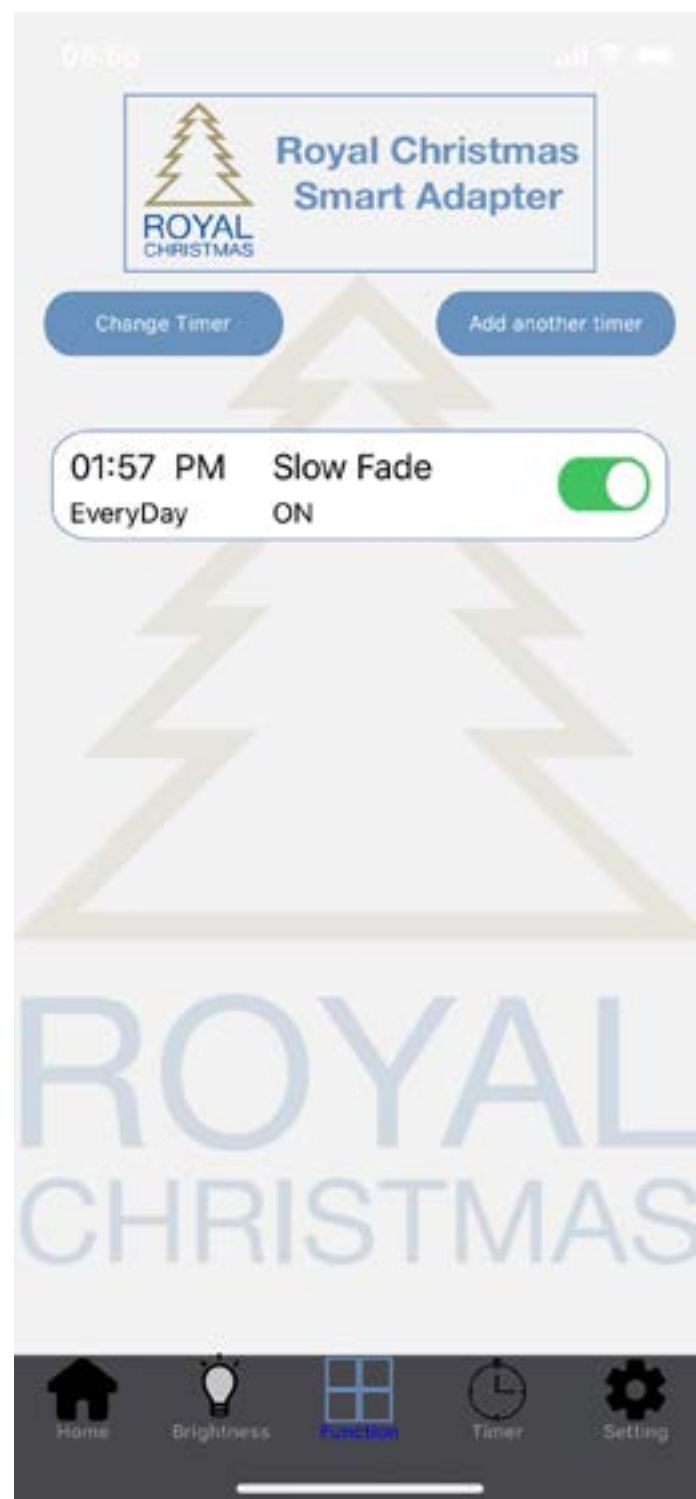 Royal Christmas
Smart Adapter
ROYAL
CHRISTMAS
Change Timer
Add another timer
01:57 PM Slow Fade
EveryDay ON
ROYAL
CHRISTMAS
Home Brightness Function Timer Setting